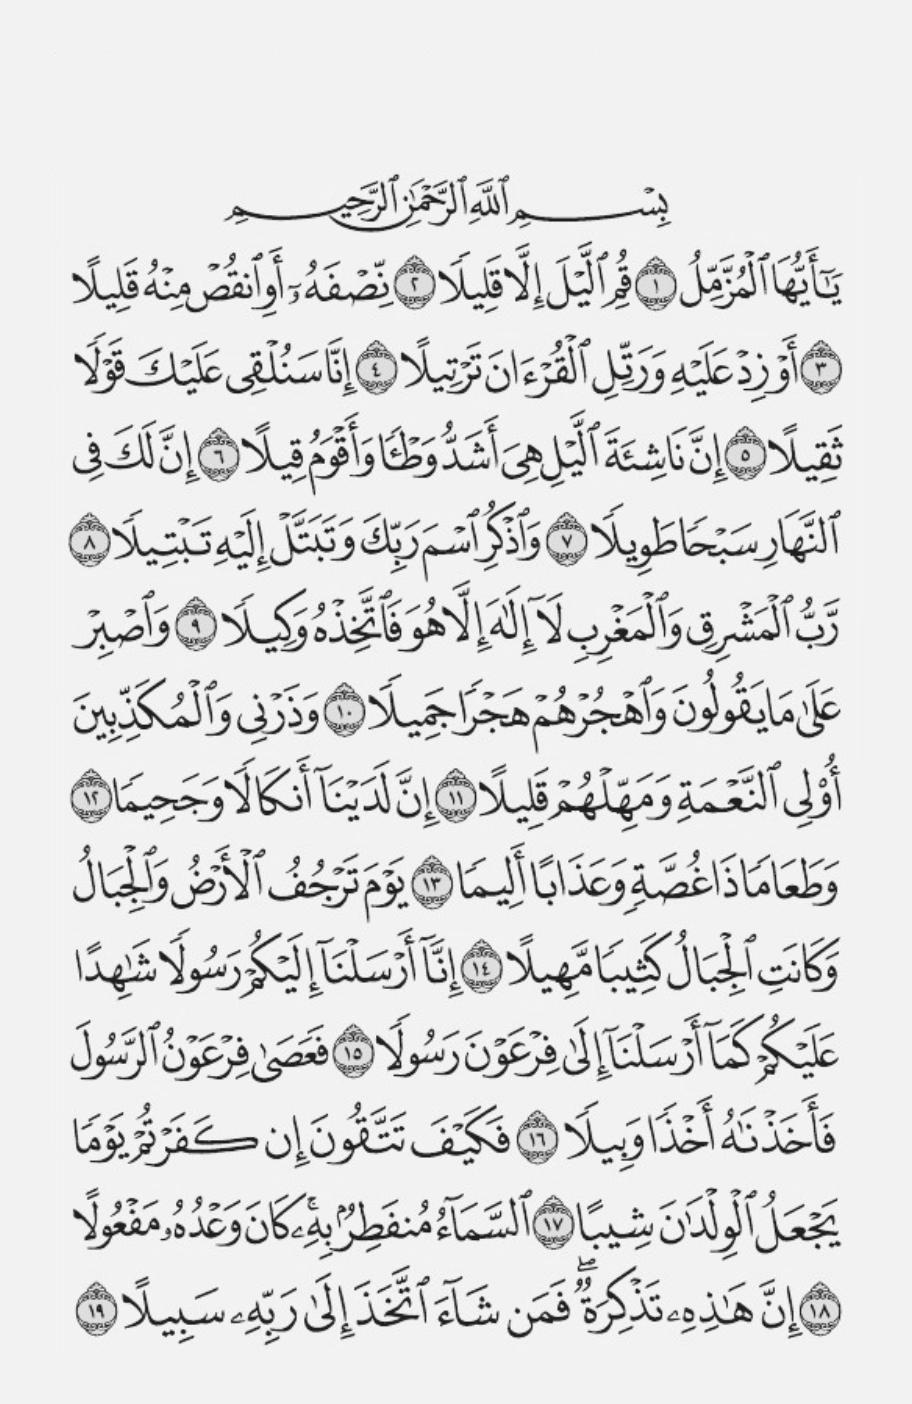 بِسْمِ ٱللَّهِ ٱلرَّحْمَٰنِ ٱلرَّحِيمِ
يَٰٓأَيُّهَا ٱلْمُزَّمِّلُ ١ قُمِ ٱلَّيْلَ إِلَّا قَلِيلًا ٢ نِّصْفَهُۥٓ أَوِ ٱنقُصْ مِنْهُ قَلِيلًا
٣ أَوْ زِدْ عَلَيْهِ وَرَتِّلِ ٱلْقُرْءَانَ تَرْتِيلًا ٤ إِنَّا سَنُلْقِى عَلَيْكَ قَوْلًا
ثَقِيلًا ٥ إِنَّ نَاشِئَةَ ٱلَّيْلِ هِىَ أَشَدُّ وَطْـًٔا وَأَقْوَمُ قِيلًا ٦ إِنَّ لَكَ فِى
ٱلنَّهَارِ سَبْحًا طَوِيلًا ٧ وَٱذْكُرِ ٱسْمَ رَبِّكَ وَتَبَتَّلْ إِلَيْهِ تَبْتِيلًا ٨
رَّبُّ ٱلْمَشْرِقِ وَٱلْمَغْرِبِ لَآ إِلَٰهَ إِلَّا هُوَ فَٱتَّخِذْهُ وَكِيلًا ٩ وَٱصْبِرْ
عَلَىٰ مَا يَقُولُونَ وَٱهْجُرْهُمْ هَجْرًا جَمِيلًا ١٠ وَذَرْنِى وَٱلْمُكَذِّبِينَ
أُو۟لِى ٱلنَّعْمَةِ وَمَهِّلْهُمْ قَلِيلًا ١١ إِنَّ لَدَيْنَآ أَنكَالًا وَجَحِيمًا ١٢
وَطَعَامًا ذَا غُصَّةٍ وَعَذَابًا أَلِيمًا ١٣ يَوْمَ تَرْجُفُ ٱلْأَرْضُ وَٱلْجِبَالُ
وَكَانَتِ ٱلْجِبَالُ كَثِيبًا مَّهِيلًا ١٤ إِنَّآ أَرْسَلْنَآ إِلَيْكُمْ رَسُولًا شَٰهِدًا
عَلَيْكُمْ كَمَآ أَرْسَلْنَآ إِلَىٰ فِرْعَوْنَ رَسُولًا ١٥ فَعَصَىٰ فِرْعَوْنُ ٱلرَّسُولَ
فَأَخَذْنَٰهُ أَخْذًا وَبِيلًا ١٦ فَكَيْفَ تَتَّقُونَ إِن كَفَرْتُمْ يَوْمًا
يَجْعَلُ ٱلْوِلْدَٰنَ شِيبًا ١٧ ٱلسَّمَآءُ مُنفَطِرٌۢ بِهِۦ ۚ كَانَ وَعْدُهُۥ مَفْعُولًا
١٨ إِنَّ هَٰذِهِۦ تَذْكِرَةٌ ۖ فَمَن شَآءَ ٱتَّخَذَ إِلَىٰ رَبِّهِۦ سَبِيلًا ١٩